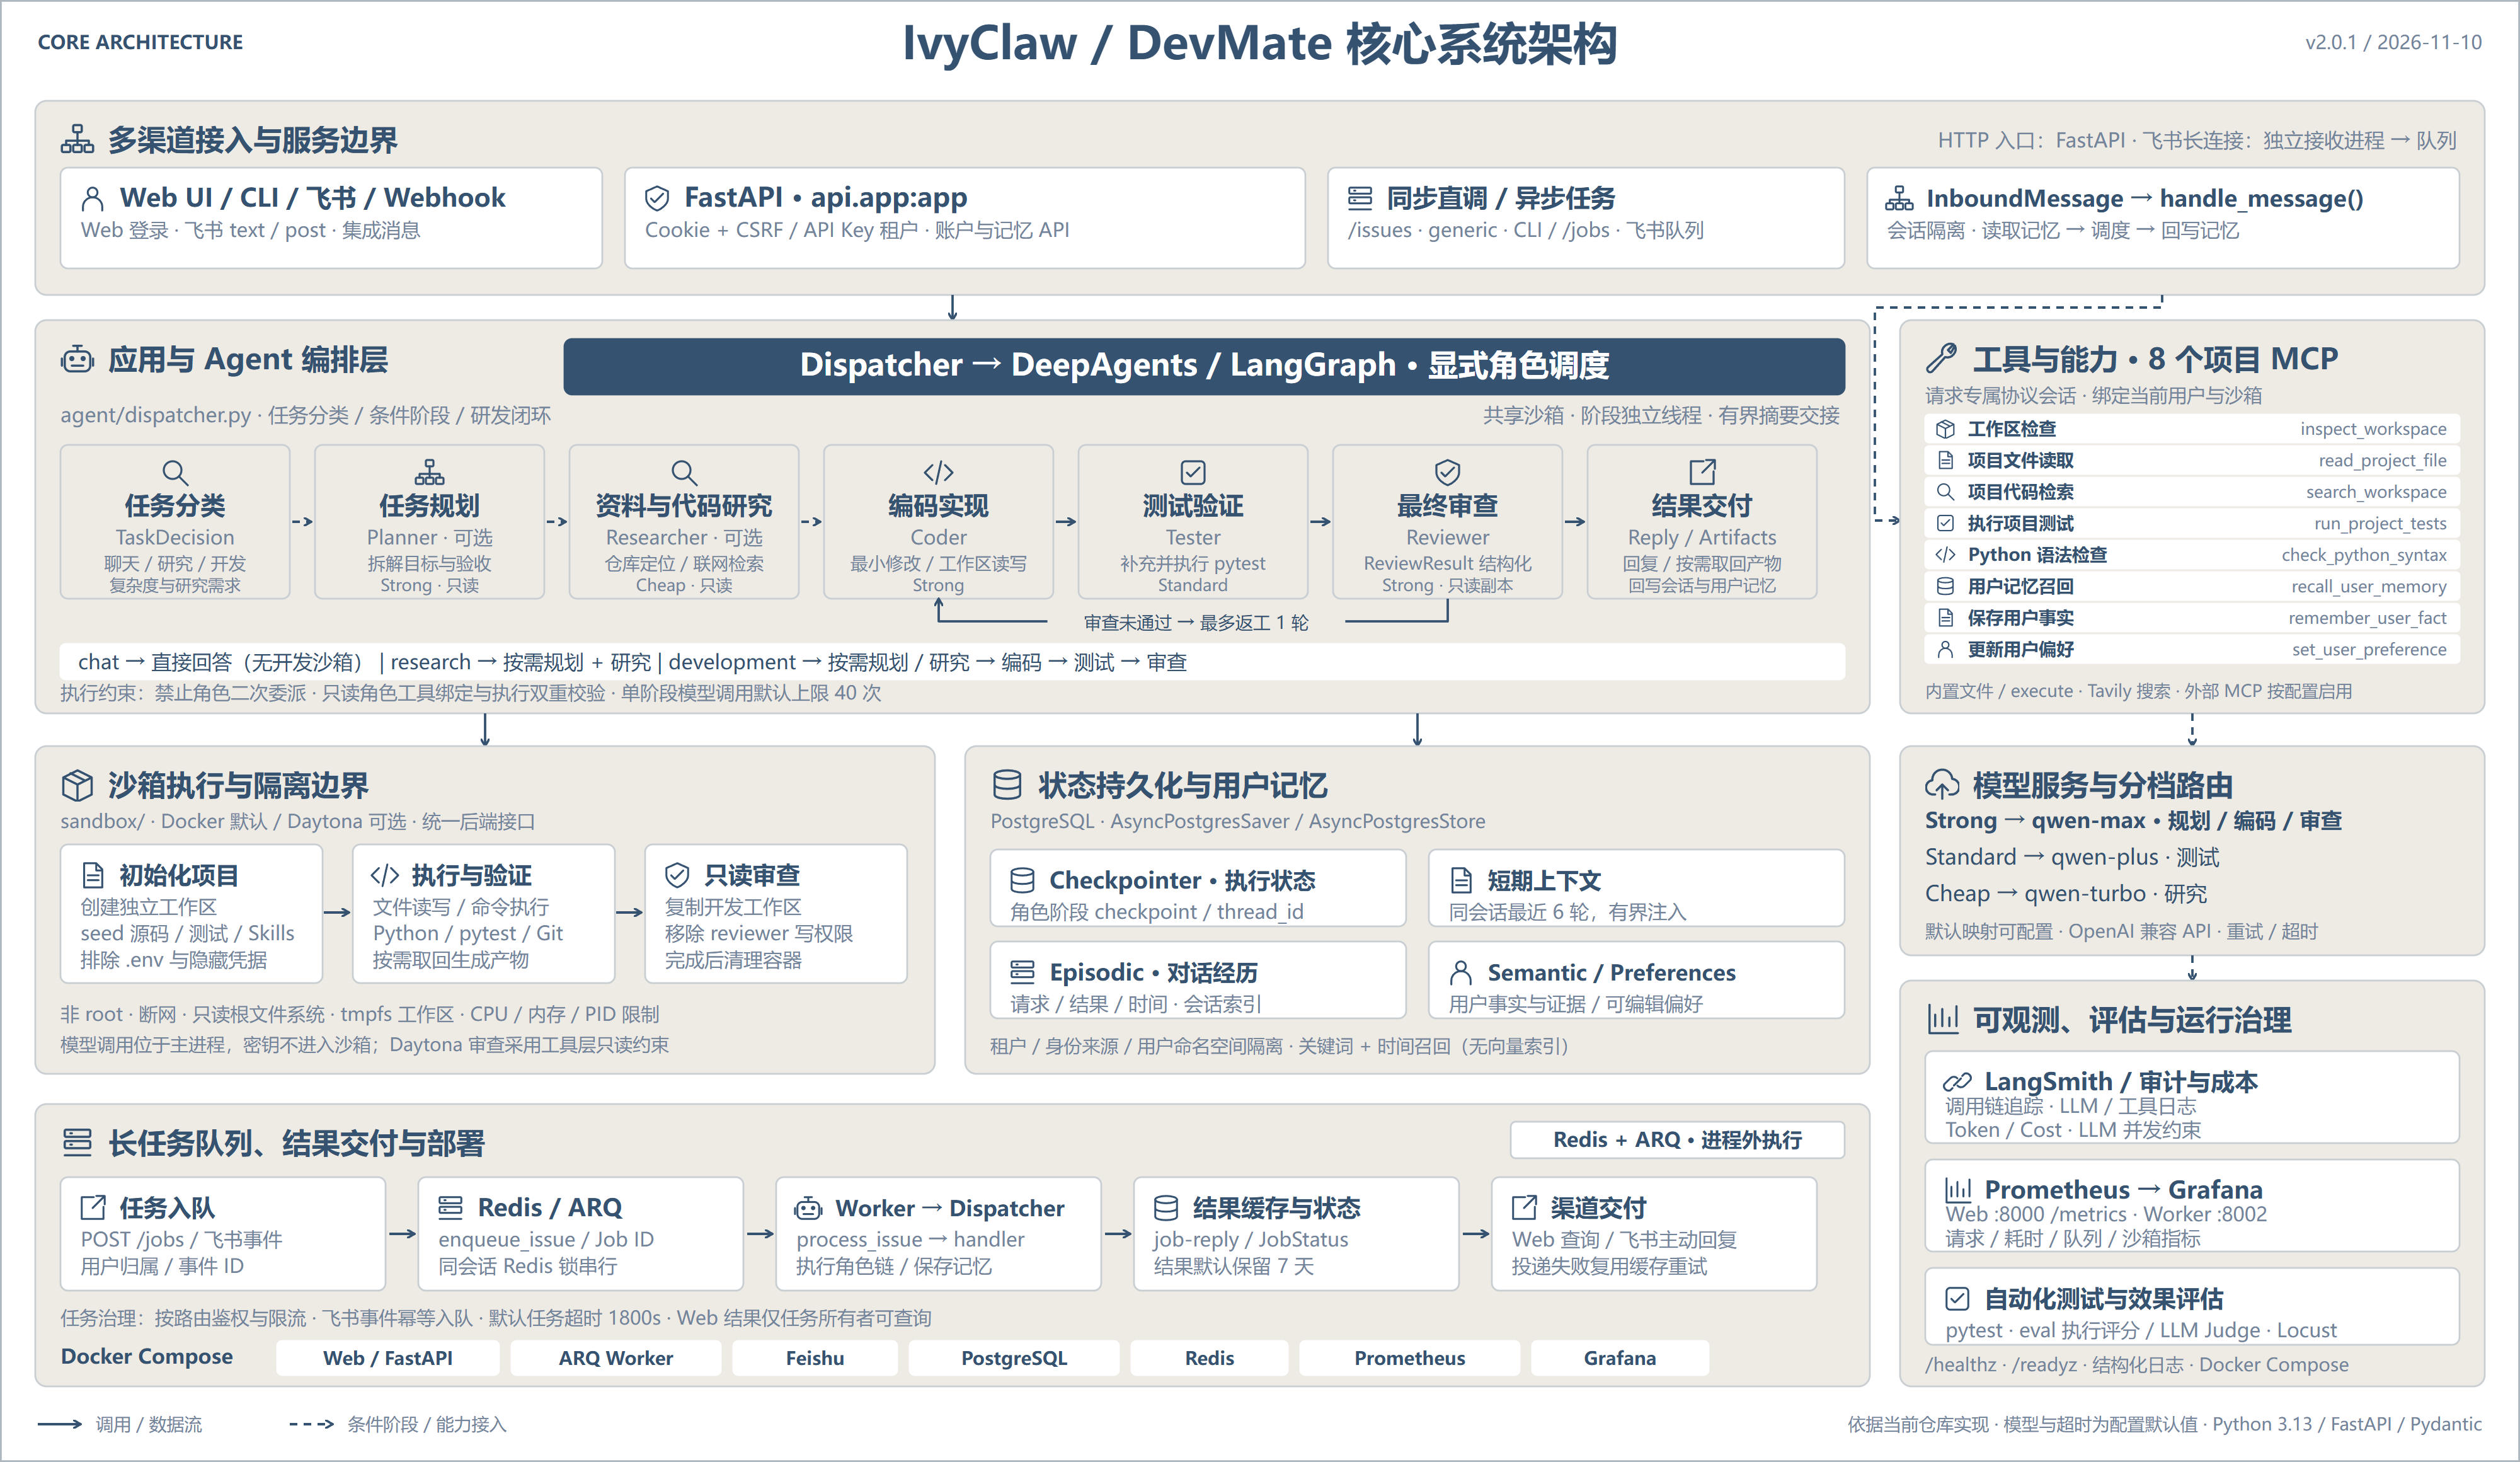 CORE ARCHITECTURE
IvyClaw / DevMate 核心系统架构
v2.0.1 / 2026-11-10
多渠道接入与服务边界
HTTP 入口：FastAPI · 飞书长连接：独立接收进程 → 队列
Web UI / CLI / 飞书 / Webhook
Web 登录 · 飞书 text / post · 集成消息
FastAPI • api.app:app
Cookie + CSRF / API Key 租户 · 账户与记忆 API
同步直调 / 异步任务
/issues · generic · CLI / /jobs · 飞书队列
InboundMessage → handle_message()
会话隔离 · 读取记忆 → 调度 → 回写记忆
应用与 Agent 编排层
Dispatcher → DeepAgents / LangGraph • 显式角色调度
agent/dispatcher.py · 任务分类 / 条件阶段 / 研发闭环
共享沙箱 · 阶段独立线程 · 有界摘要交接
任务分类
TaskDecision
聊天 / 研究 / 开发
复杂度与研究需求
任务规划
Planner · 可选
拆解目标与验收
Strong · 只读
资料与代码研究
Researcher · 可选
仓库定位 / 联网检索
Cheap · 只读
编码实现
Coder
最小修改 / 工作区读写
Strong
测试验证
Tester
补充并执行 pytest
Standard
最终审查
Reviewer
ReviewResult 结构化
Strong · 只读副本
结果交付
Reply / Artifacts
回复 / 按需取回产物
回写会话与用户记忆
审查未通过 → 最多返工 1 轮
chat → 直接回答（无开发沙箱） | research → 按需规划 + 研究 | development → 按需规划 / 研究 → 编码 → 测试 → 审查
执行约束：禁止角色二次委派 · 只读角色工具绑定与执行双重校验 · 单阶段模型调用默认上限 40 次
工具与能力 • 8 个项目 MCP
请求专属协议会话 · 绑定当前用户与沙箱
工作区检查 inspect_workspace
项目文件读取 read_project_file
项目代码检索 search_workspace
执行项目测试 run_project_tests
Python 语法检查 check_python_syntax
用户记忆召回 recall_user_memory
保存用户事实 remember_user_fact
更新用户偏好 set_user_preference
内置文件 / execute · Tavily 搜索 · 外部 MCP 按配置启用
沙箱执行与隔离边界
sandbox/ · Docker 默认 / Daytona 可选 · 统一后端接口
初始化项目
创建独立工作区
seed 源码 / 测试 / Skills
排除 .env 与隐藏凭据
执行与验证
文件读写 / 命令执行
Python / pytest / Git
按需取回生成产物
只读审查
复制开发工作区
移除 reviewer 写权限
完成后清理容器
非 root · 断网 · 只读根文件系统 · tmpfs 工作区 · CPU / 内存 / PID 限制
模型调用位于主进程，密钥不进入沙箱；Daytona 审查采用工具层只读约束
状态持久化与用户记忆
PostgreSQL · AsyncPostgresSaver / AsyncPostgresStore
Checkpointer • 执行状态
角色阶段 checkpoint / thread_id
短期上下文
同会话最近 6 轮，有界注入
Episodic • 对话经历
请求 / 结果 / 时间 · 会话索引
Semantic / Preferences
用户事实与证据 / 可编辑偏好
租户 / 身份来源 / 用户命名空间隔离 · 关键词 + 时间召回（无向量索引）
模型服务与分档路由
Strong → qwen-max • 规划 / 编码 / 审查
Standard → qwen-plus · 测试
Cheap → qwen-turbo · 研究
默认映射可配置 · OpenAI 兼容 API · 重试 / 超时
可观测、评估与运行治理
LangSmith / 审计与成本
调用链追踪 · LLM / 工具日志
Token / Cost · LLM 并发约束
Prometheus → Grafana
Web :8000 /metrics · Worker :8002
请求 / 耗时 / 队列 / 沙箱指标
自动化测试与效果评估
pytest · eval 执行评分 / LLM Judge · Locust
/healthz · /readyz · 结构化日志 · Docker Compose
长任务队列、结果交付与部署
Redis + ARQ • 进程外执行
任务入队
POST /jobs / 飞书事件
用户归属 / 事件 ID
Redis / ARQ
enqueue_issue / Job ID
同会话 Redis 锁串行
Worker → Dispatcher
process_issue → handler
执行角色链 / 保存记忆
结果缓存与状态
job-reply / JobStatus
结果默认保留 7 天
渠道交付
Web 查询 / 飞书主动回复
投递失败复用缓存重试
任务治理：按路由鉴权与限流 · 飞书事件幂等入队 · 默认任务超时 1800s · Web 结果仅任务所有者可查询
Docker Compose
Web / FastAPI
ARQ Worker
Feishu
PostgreSQL
Redis
Prometheus
Grafana
调用 / 数据流
条件阶段 / 能力接入
依据当前仓库实现 · 模型与超时为配置默认值 · Python 3.13 / FastAPI / Pydantic